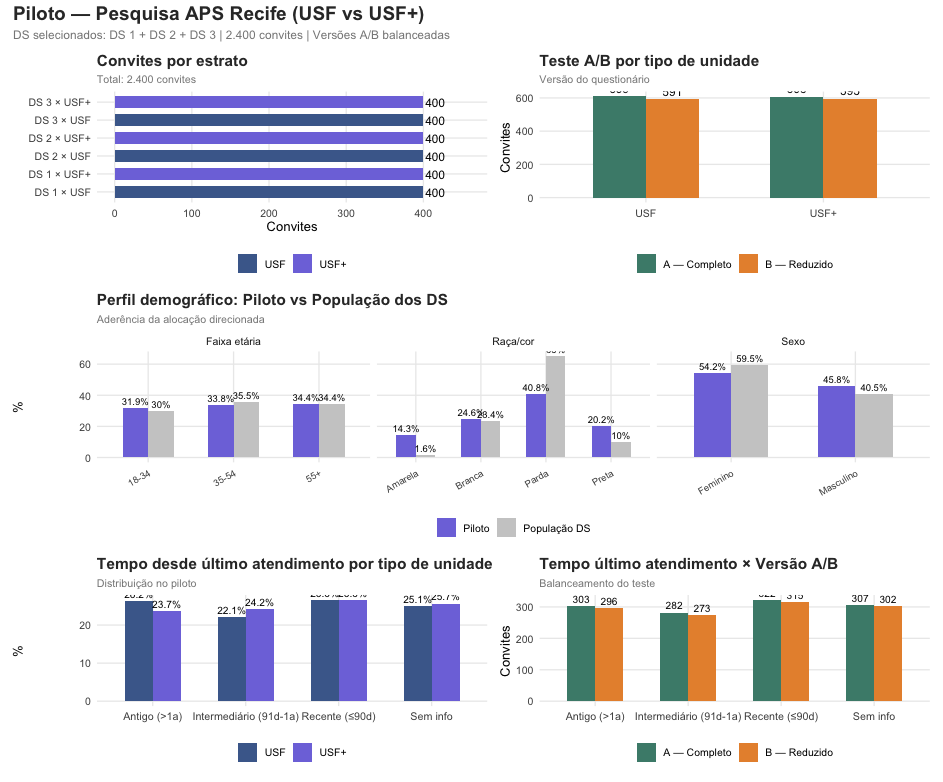 Piloto — Pesquisa APS Recife (USF vs USF+)
DS selecionados: DS 1 + DS 2 + DS 3 | 2.400 convites | Versões A/B balanceadas
Convites por estrato
Total: 2.400 convites
DS 3 × USF+
400
DS 3 × USF
400
DS 2 × USF+
400
DS 2 × USF
400
DS 1 × USF+
400
DS 1 × USF
400
0 100 200 300 400
Convites
USF USF+
Teste A/B por tipo de unidade
Versão do questionário
Convites
600
400
200
0
591
USF USF+
A — Completo B — Reduzido
Perfil demográfico: Piloto vs População dos DS
Aderência da alocação direcionada
Faixa etária Raça/cor Sexo
%
60
40
20
0
31.9% 30% 33.8% 35.5% 34.4% 34.4%
14.3% 1.6% 24.6% 23.4% 40.8% 20.2% 10%
54.2% 59.5% 45.8% 40.5%
18-34 35-54 55+
Amarela Branca Parda Preta
Feminino Masculino
Piloto População DS
Tempo desde último atendimento por tipo de unidade
Distribuição no piloto
%
20
10
0
23.7% 22.1% 24.2% 25.1% 25.7%
Antigo (>1a) Intermediário (91d-1a) Recente (≤90d) Sem info
USF USF+
Tempo último atendimento × Versão A/B
Balanceamento do teste
Convites
300
200
100
0
303 296 282 273 315 307 302
Antigo (>1a) Intermediário (91d-1a) Recente (≤90d) Sem info
A — Completo B — Reduzido